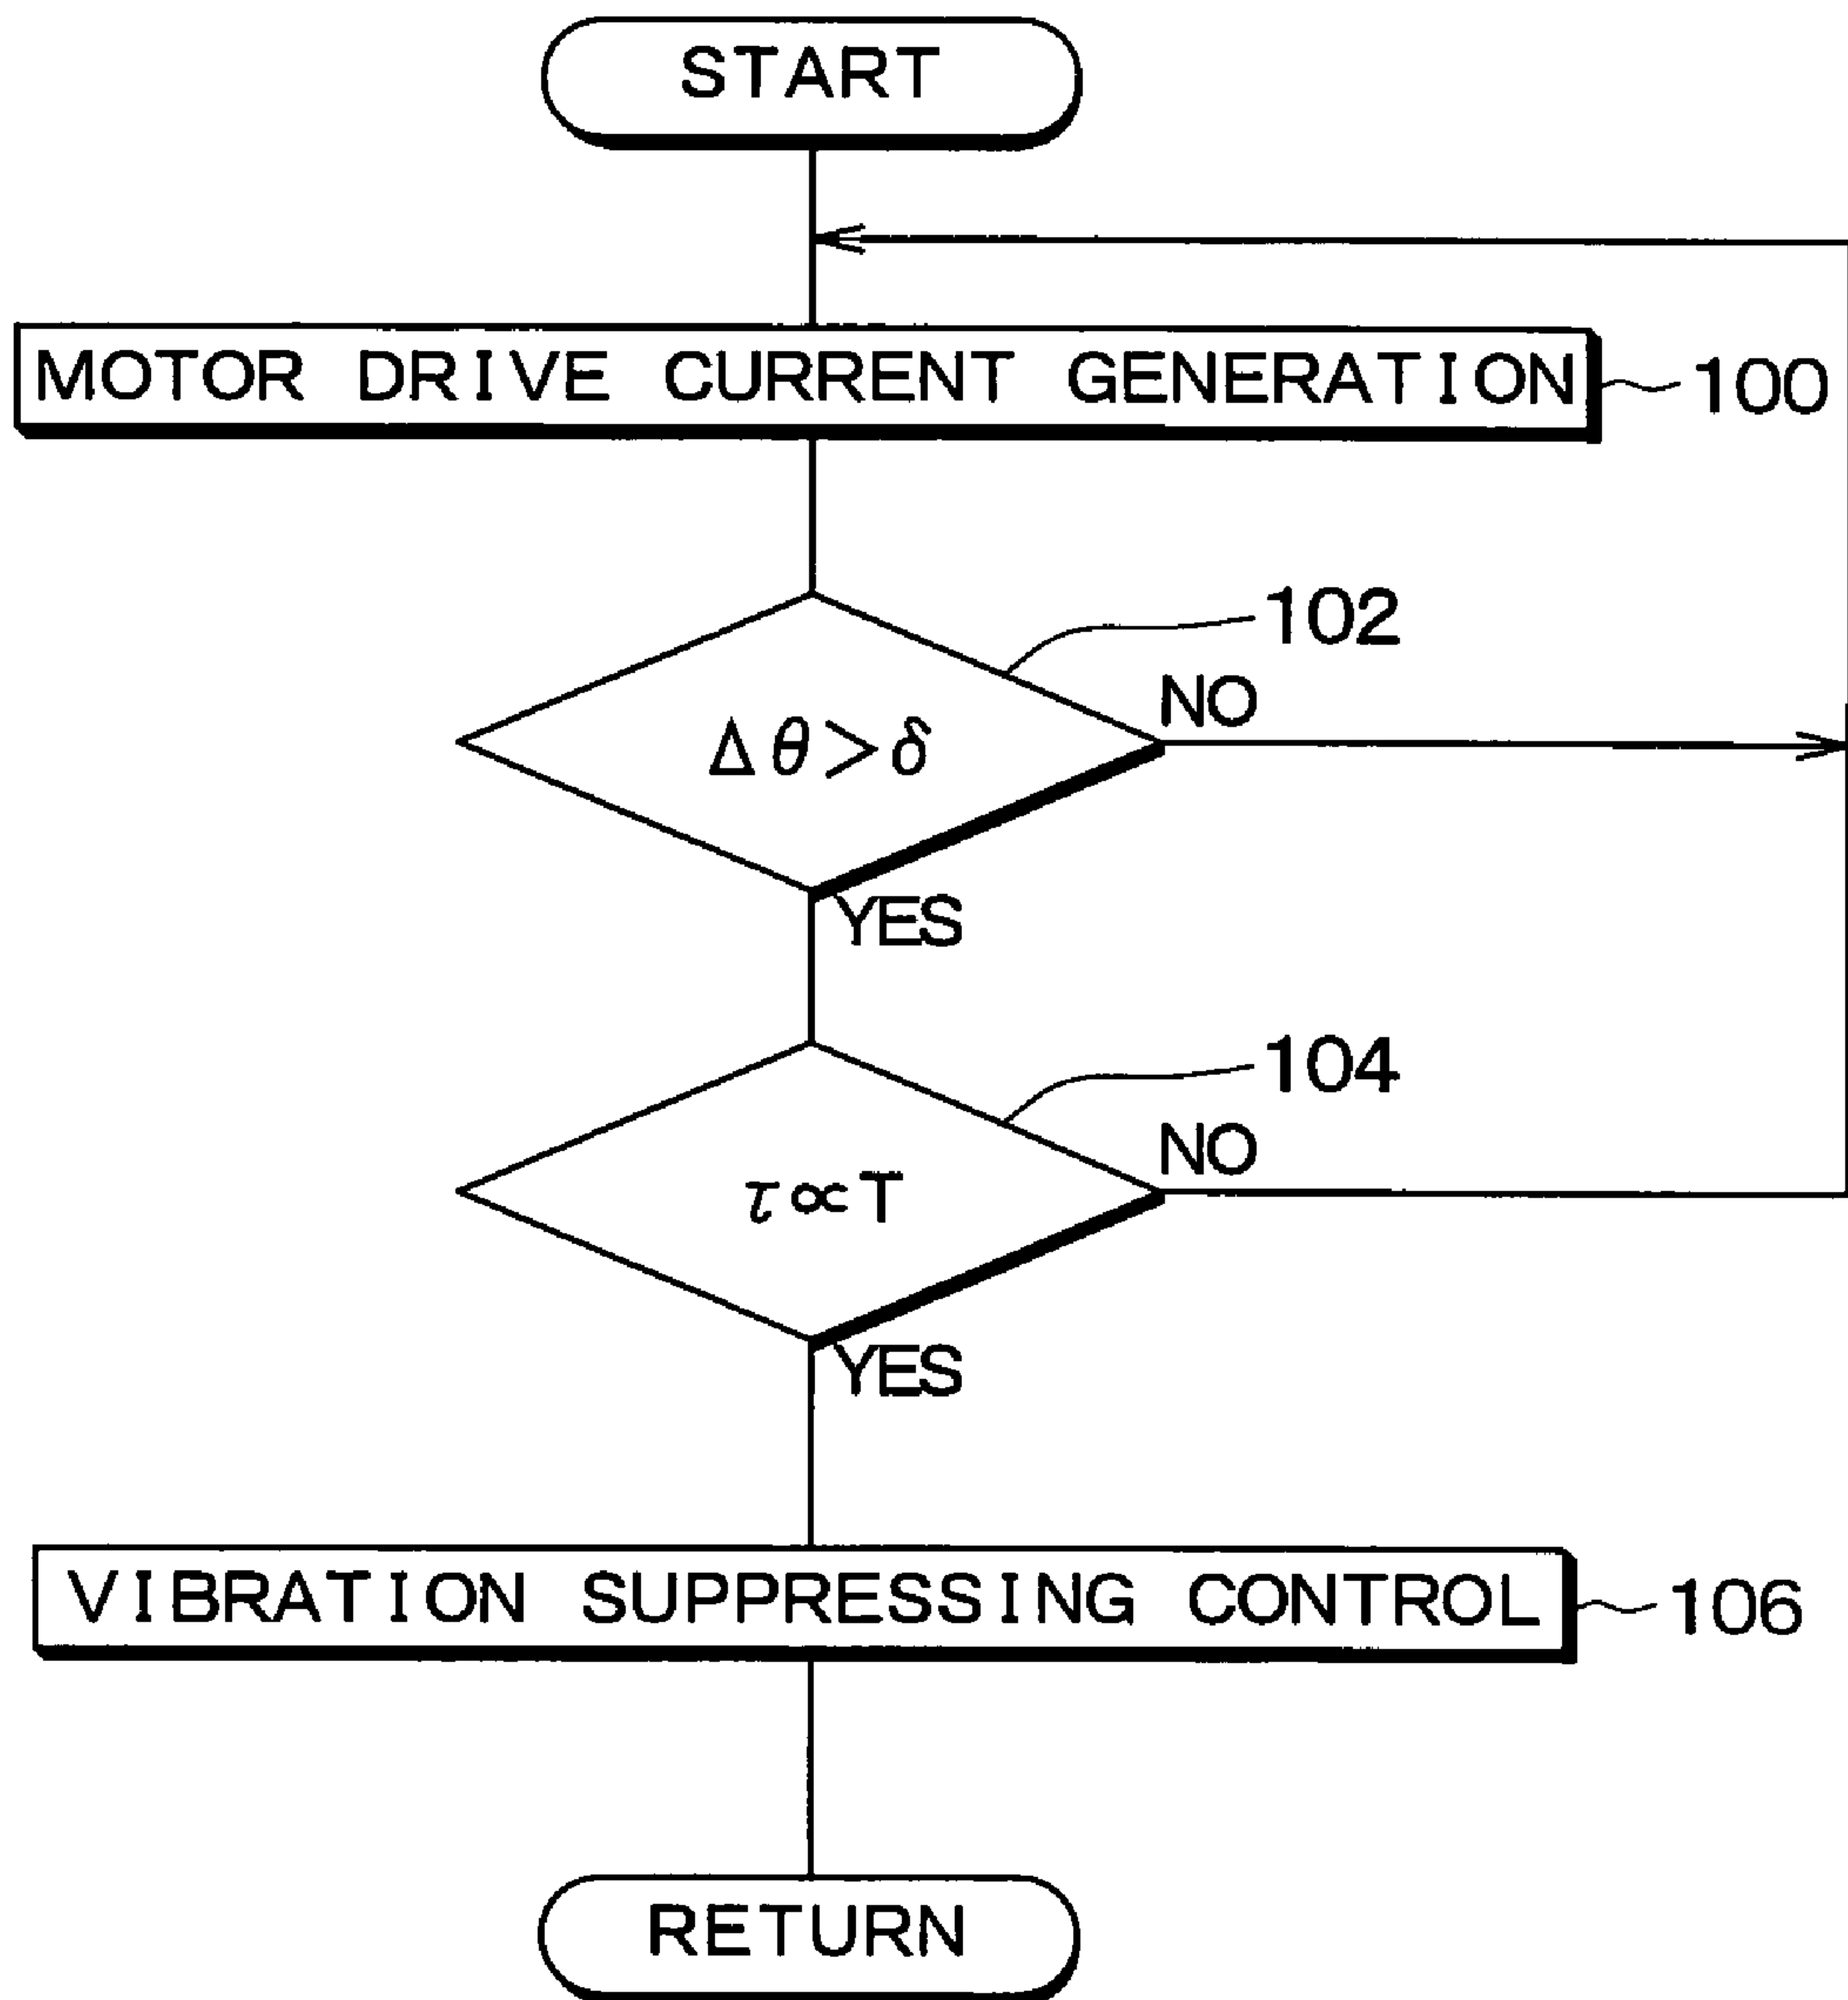 START
MOTOR DRIVE CURRENT GENERATION
100
102
NO
Δθ>δ
YES
104
NO
τ∝T
YES
VIBRATION SUPPRESSING CONTROL
106
RETURN